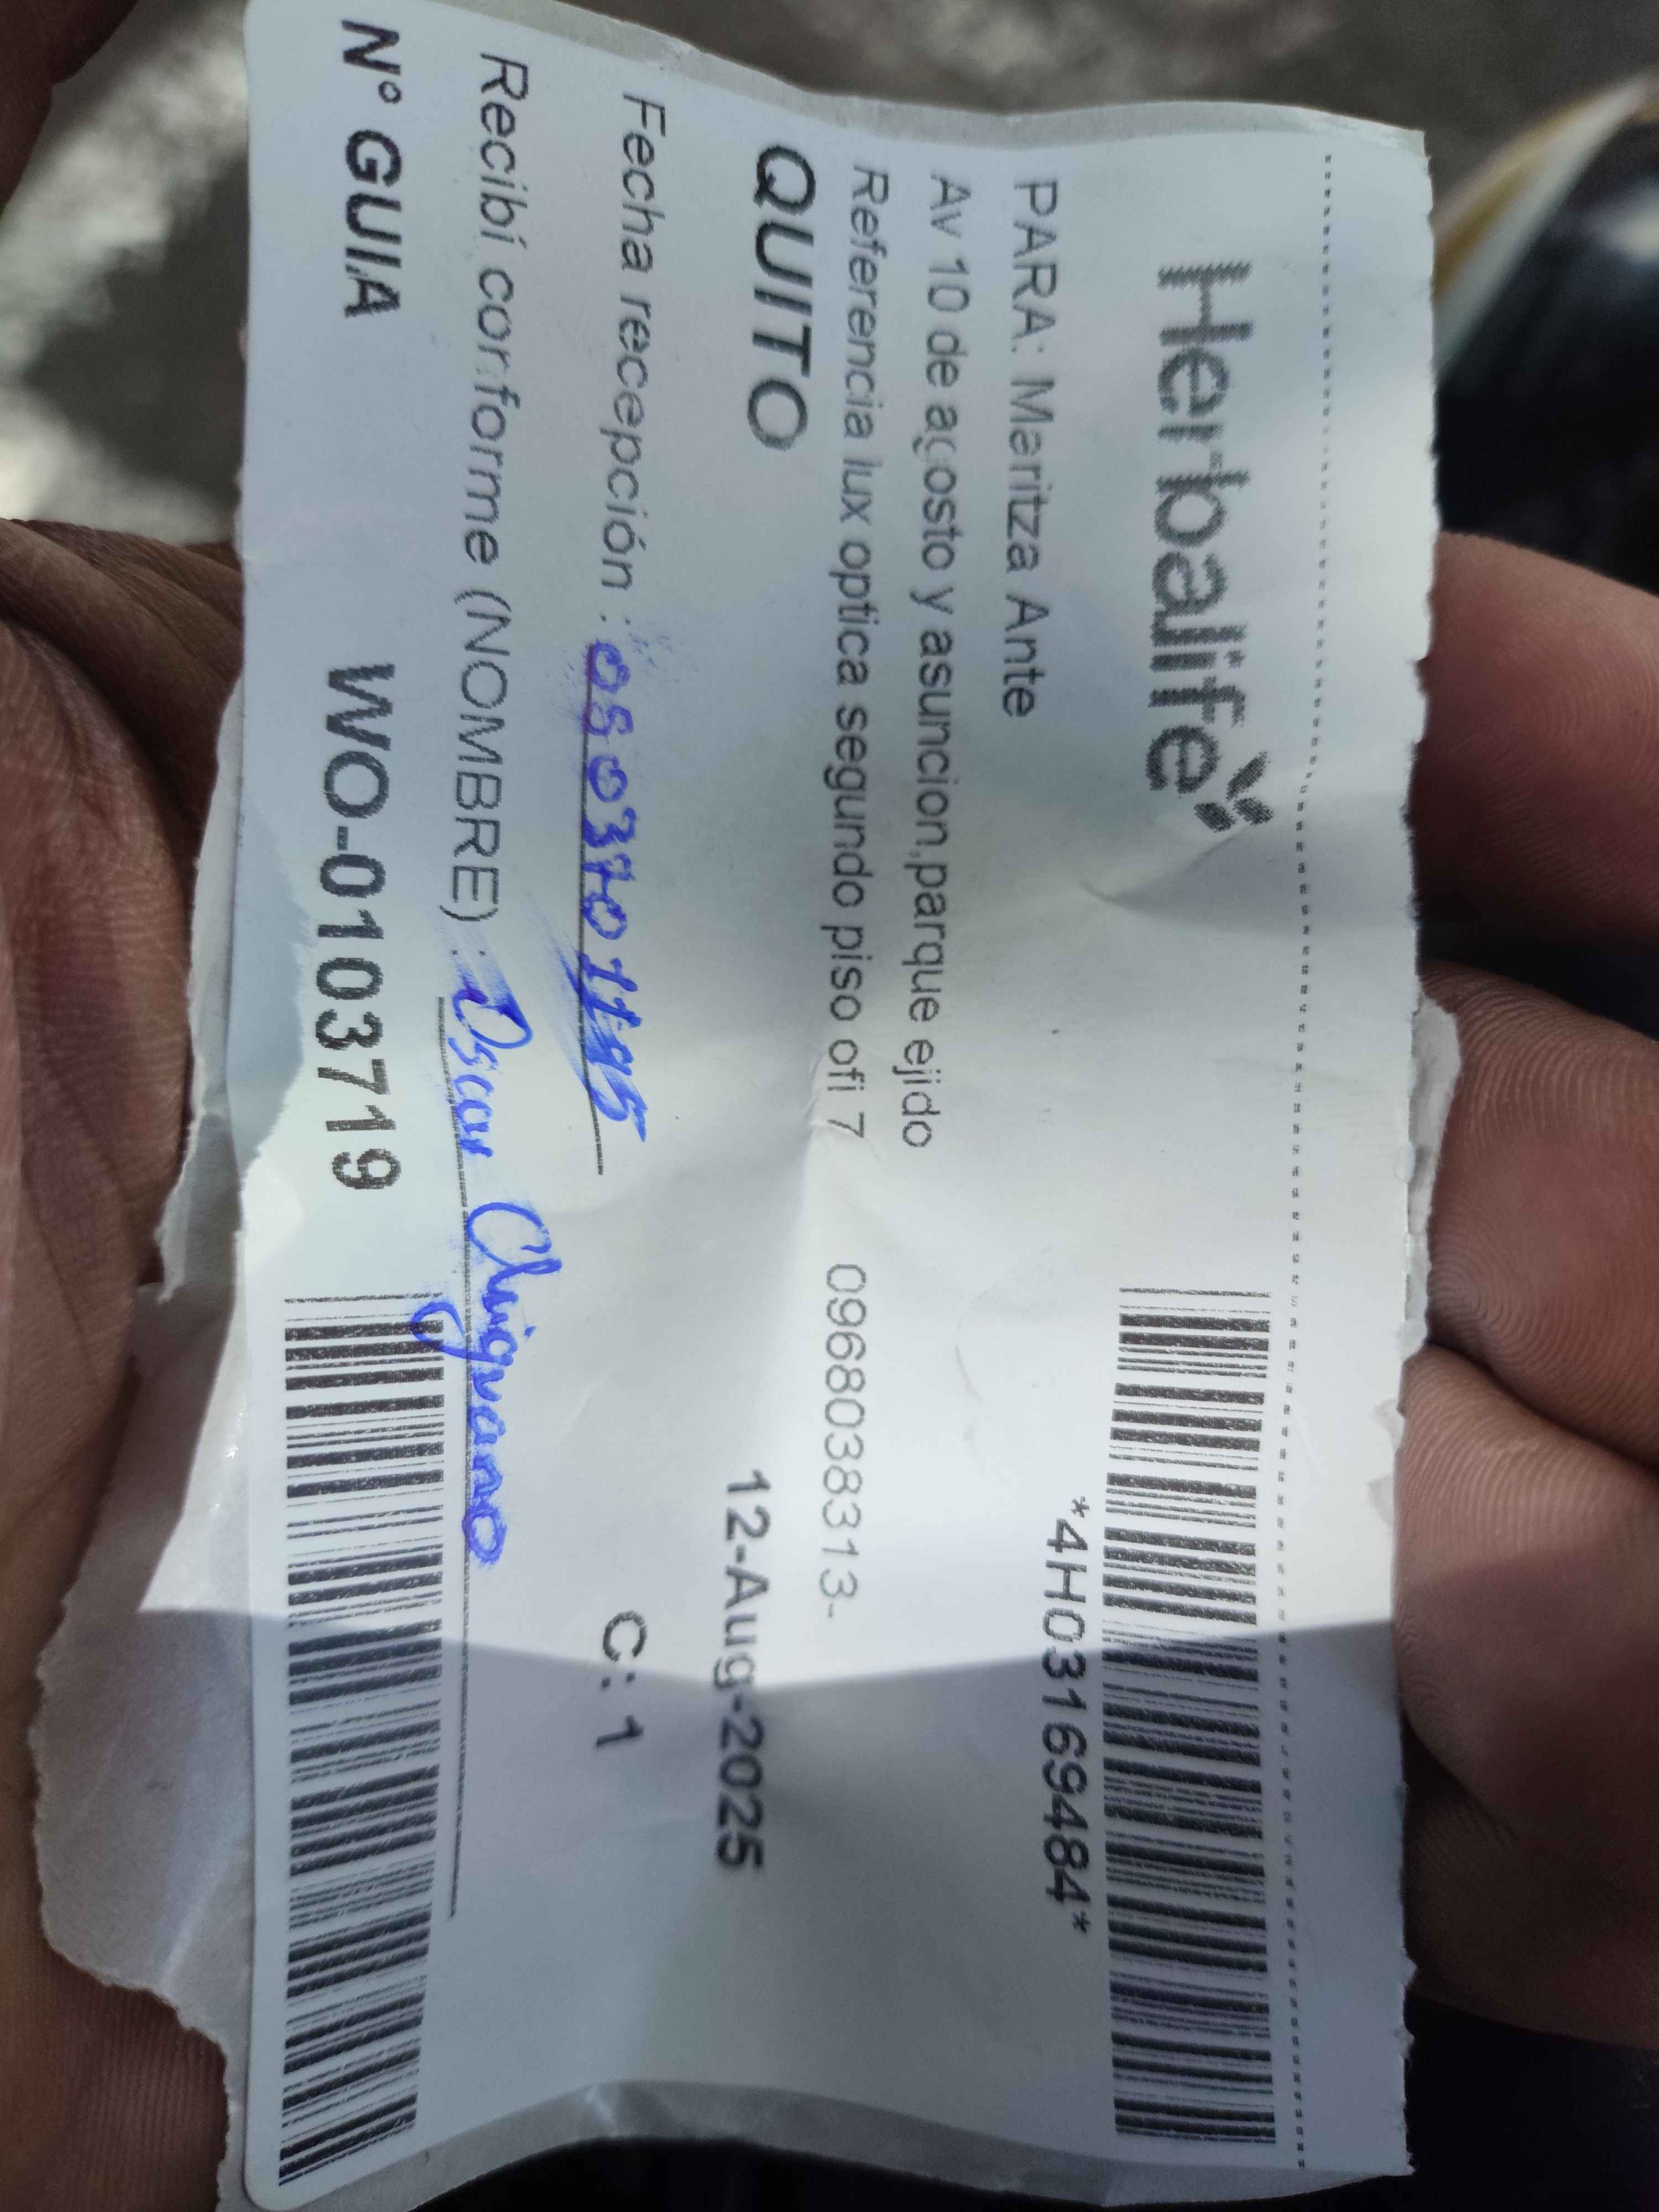 Herbalife
*4H03169484*
PARA: Maritza Ante
Av 10 de agosto y asuncion,parque ejido
Referencia lux optica segundo piso ofi 7 0968038313-
QUITO 12-Aug-2025
Fecha recepción : C: 1
Recibí conforme (NOMBRE) : Oscar Chiguano
N° GUIA WO-0103719